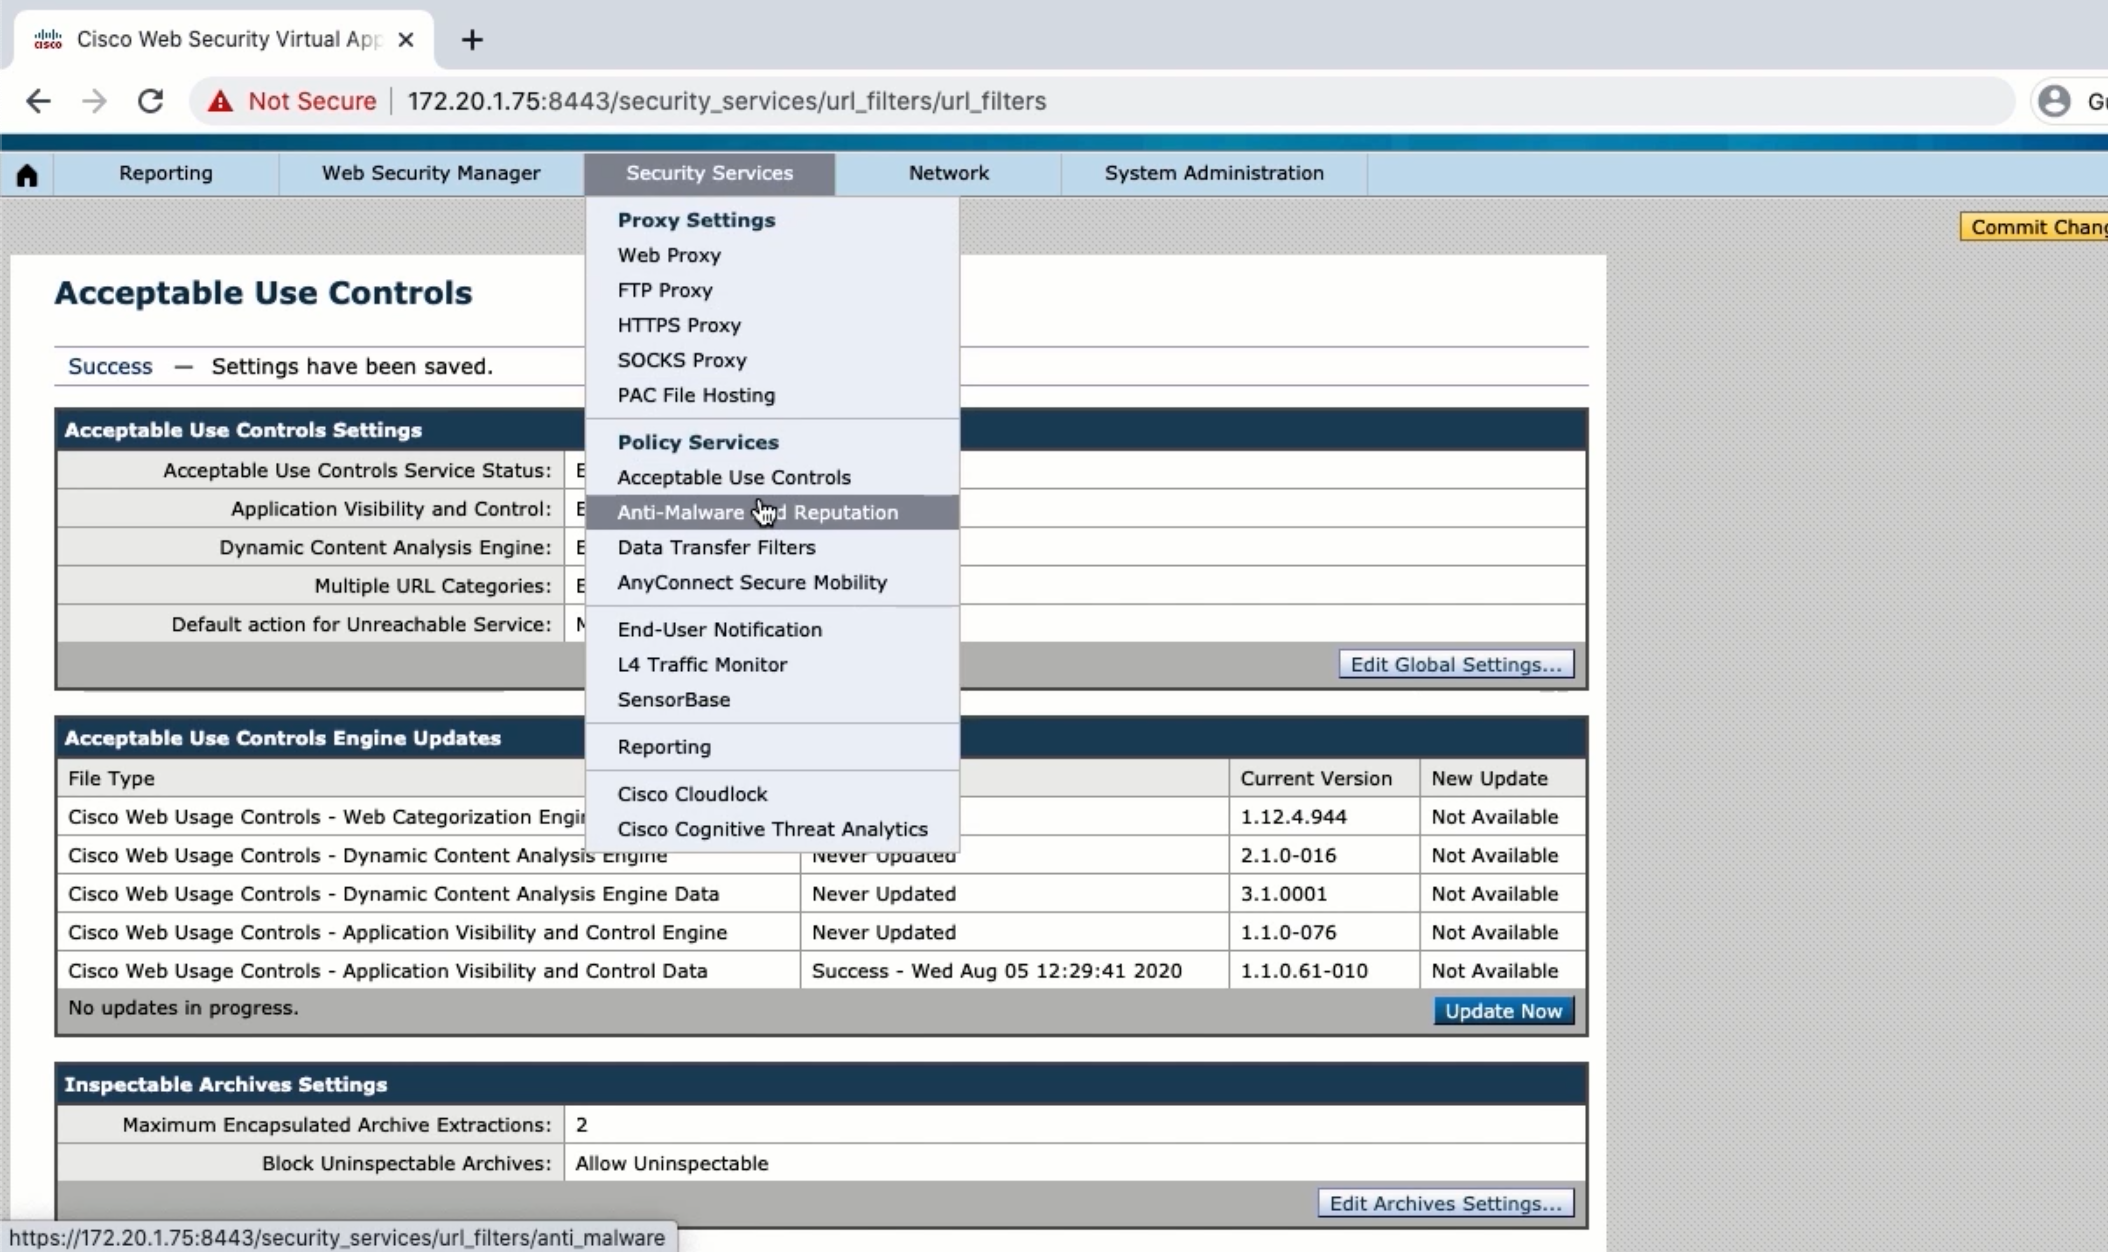 cisco Cisco Web Security Virtual App
Not Secure 172.20.1.75:8443/security_services/url_filters/url_filters
Reporting Web Security Manager Security Services Network System Administration
Commit Chang
Proxy Settings
Web Proxy
FTP Proxy
HTTPS Proxy
SOCKS Proxy
PAC File Hosting
Policy Services
Acceptable Use Controls
Anti-Malware Reputation
Data Transfer Filters
AnyConnect Secure Mobility
End-User Notification
L4 Traffic Monitor
SensorBase
Reporting
Cisco Cloudlock
Cisco Cognitive Threat Analytics
Acceptable Use Controls
Success — Settings have been saved.
Acceptable Use Controls Settings
Acceptable Use Controls Service Status:
Application Visibility and Control:
Dynamic Content Analysis Engine:
Multiple URL Categories:
Default action for Unreachable Service:
Edit Global Settings...
Acceptable Use Controls Engine Updates
File Type Current Version New Update
Cisco Web Usage Controls - Web Categorization Engin 1.12.4.944 Not Available
Cisco Web Usage Controls - Dynamic Content Analysis Engine Never Updated 2.1.0-016 Not Available
Cisco Web Usage Controls - Dynamic Content Analysis Engine Data Never Updated 3.1.0001 Not Available
Cisco Web Usage Controls - Application Visibility and Control Engine Never Updated 1.1.0-076 Not Available
Cisco Web Usage Controls - Application Visibility and Control Data Success - Wed Aug 05 12:29:41 2020 1.1.0.61-010 Not Available
No updates in progress. Update Now
Inspectable Archives Settings
Maximum Encapsulated Archive Extractions: 2
Block Uninspectable Archives: Allow Uninspectable
Edit Archives Settings...
https://172.20.1.75:8443/security_services/url_filters/anti_malware